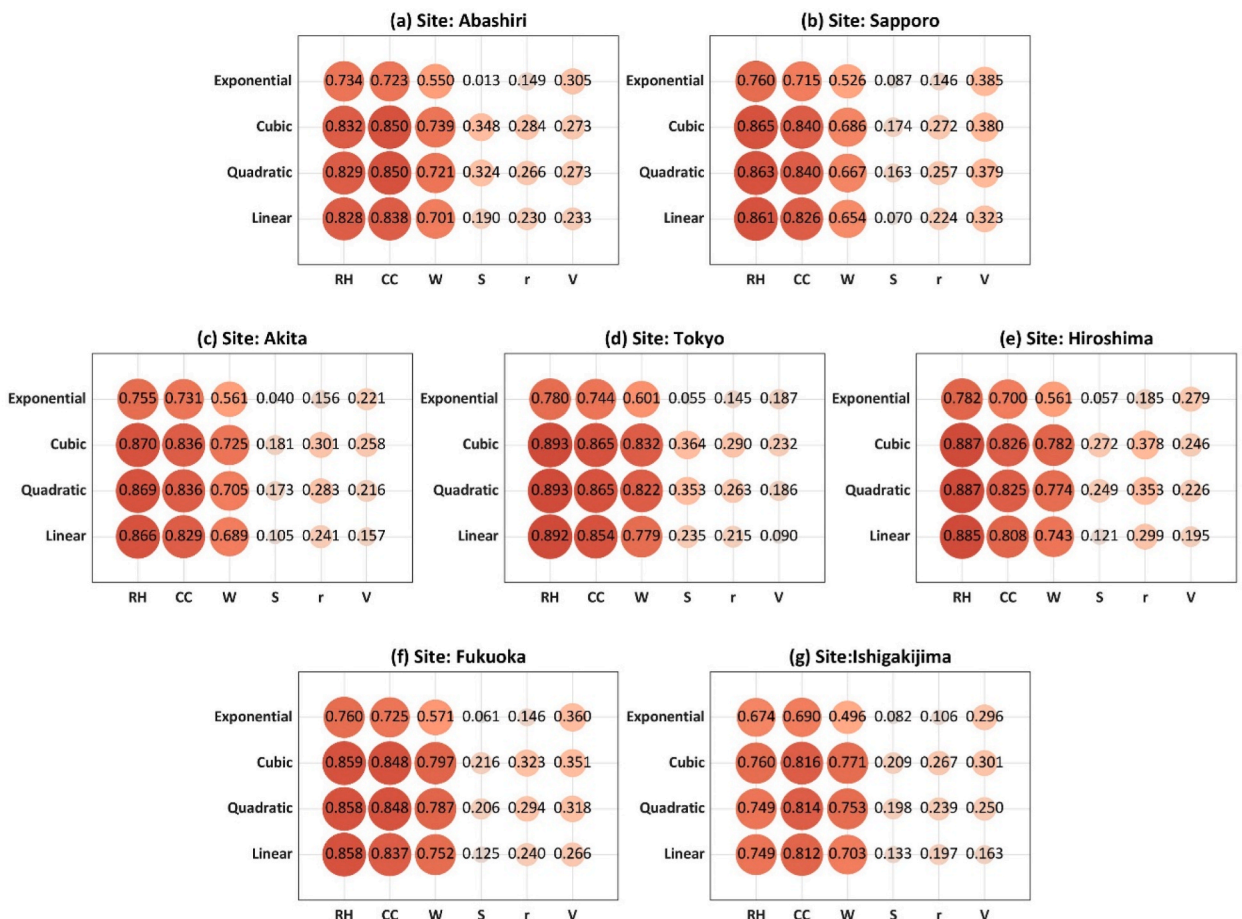 (a) Site: Abashiri
Exponential 0.734 0.723 0.550 0.013 0.149 0.305
Cubic 0.832 0.850 0.739 0.348 0.284 0.273
Quadratic 0.829 0.850 0.721 0.324 0.266 0.273
Linear 0.828 0.838 0.701 0.190 0.230 0.233
RH CC W S r V
(b) Site: Sapporo
Exponential 0.760 0.715 0.526 0.087 0.146 0.385
Cubic 0.865 0.840 0.686 0.174 0.272 0.380
Quadratic 0.863 0.840 0.667 0.163 0.257 0.379
Linear 0.861 0.826 0.654 0.070 0.224 0.323
RH CC W S r V
(c) Site: Akita
Exponential 0.755 0.731 0.561 0.040 0.156 0.221
Cubic 0.870 0.836 0.725 0.181 0.301 0.258
Quadratic 0.869 0.836 0.705 0.173 0.283 0.216
Linear 0.866 0.829 0.689 0.105 0.241 0.157
RH CC W S r V
(d) Site: Tokyo
Exponential 0.780 0.744 0.601 0.055 0.145 0.187
Cubic 0.893 0.865 0.832 0.364 0.290 0.232
Quadratic 0.893 0.865 0.822 0.353 0.263 0.186
Linear 0.892 0.854 0.779 0.235 0.215 0.090
RH CC W S r V
(e) Site: Hiroshima
Exponential 0.782 0.700 0.561 0.057 0.185 0.279
Cubic 0.887 0.826 0.782 0.272 0.378 0.246
Quadratic 0.887 0.825 0.774 0.249 0.353 0.226
Linear 0.885 0.808 0.743 0.121 0.299 0.195
RH CC W S r V
(f) Site: Fukuoka
Exponential 0.760 0.725 0.571 0.061 0.146 0.360
Cubic 0.859 0.848 0.797 0.216 0.323 0.351
Quadratic 0.858 0.848 0.787 0.206 0.294 0.318
Linear 0.858 0.837 0.752 0.125 0.240 0.266
RH CC W S r V
(g) Site:Ishigakijima
Exponential 0.674 0.690 0.496 0.082 0.106 0.296
Cubic 0.760 0.816 0.771 0.209 0.267 0.301
Quadratic 0.749 0.814 0.753 0.198 0.239 0.250
Linear 0.749 0.812 0.703 0.133 0.197 0.163
RH CC W S r V